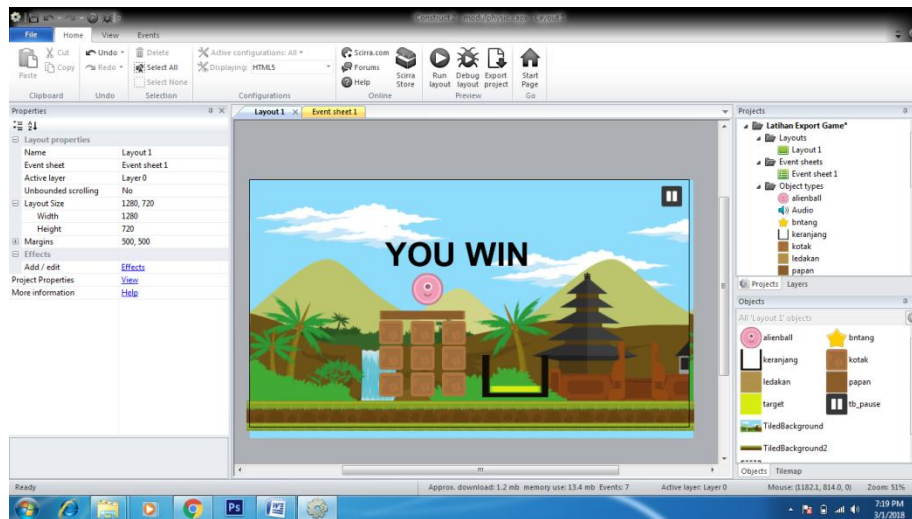 Construct 2 - modulphysic.capx - Layout 1
File Home View Events
Paste
Cut
Copy
Clipboard
Undo
Redo
Undo
Delete
Select All
Select None
Selection
Active configurations: All
Displaying: HTML5
Configurations
Scirra.com
Forums
Help
Scirra Store
Online
Run layout
Debug layout
Export project
Preview
Start Page
Go
Properties
Layout properties
Name Layout 1
Event sheet Event sheet 1
Active layer Layer 0
Unbounded scrolling No
Layout Size 1280, 720
Width 1280
Height 720
Margins 500, 500
Effects
Add / edit Effects
Project Properties View
More information Help
Layout 1 Event sheet 1
YOU WIN
Projects
Latihan Export Game*
Layouts
Layout 1
Event sheets
Event sheet 1
Object types
alienball
Audio
bntang
keranjang
kotak
ledakan
papan
Projects Layers
Objects
All 'Layout 1' objects
alienball bntang
keranjang kotak
ledakan papan
target tb_pause
TiledBackground
TiledBackground2
Objects Tilemap
Ready Approx. download: 1.2 mb memory use: 13.4 mb Events: 7 Active layer: Layer 0 Mouse: (1182.1, 814.0, 0) Zoom: 51%
Ps
7:19 PM
3/1/2018